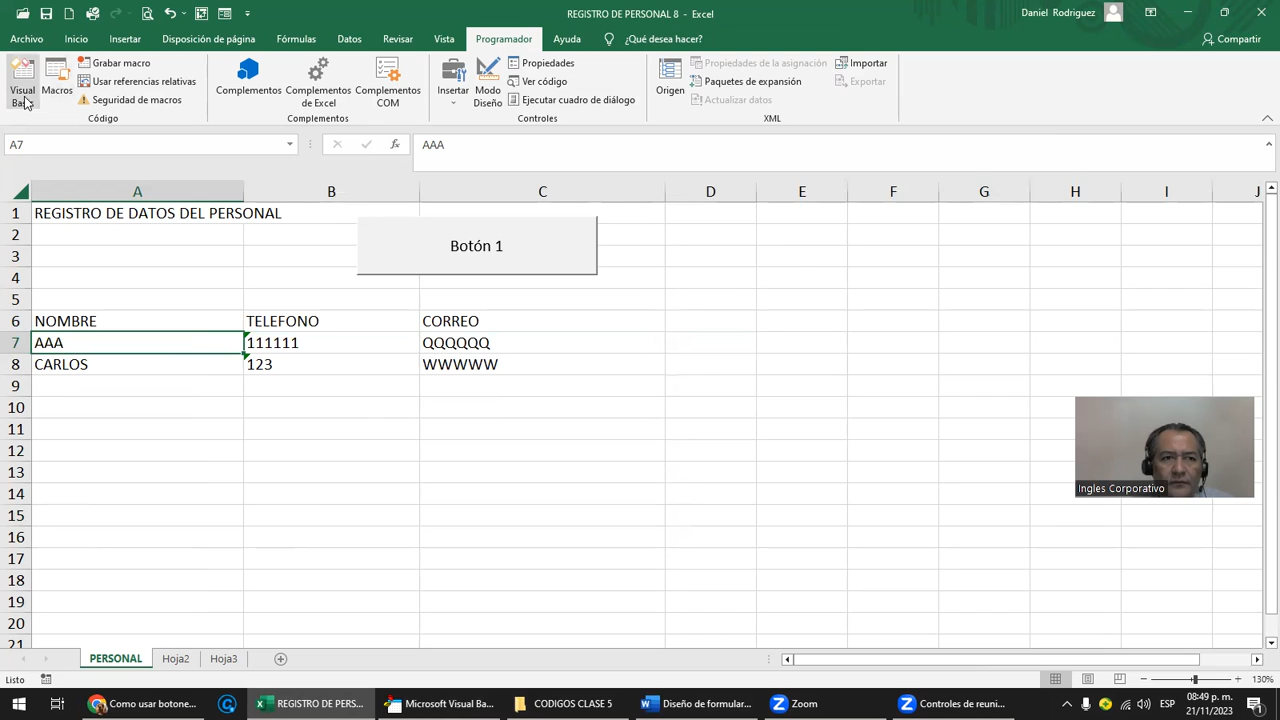 REGISTRO DE PERSONAL 8 - Excel
Daniel Rodriguez
Archivo Inicio Insertar Disposición de página Fórmulas Datos Revisar Vista Programador Ayuda ¿Qué desea hacer? Compartir
Visual
Macros
Grabar macro
Usar referencias relativas
Seguridad de macros
Código
Complementos
Complementos
de Excel
Complementos
COM
Complementos
Insertar
Modo
Diseño
Propiedades
Ver código
Ejecutar cuadro de diálogo
Controles
Origen
Propiedades de la asignación
Paquetes de expansión
Actualizar datos
Importar
Exportar
XML
A7
fx
AAA
A B C D E F G H I J
1 REGISTRO DE DATOS DEL PERSONAL
2
Botón 1
3
4
5
6 NOMBRE TELEFONO CORREO
7 AAA 111111 QQQQQQ
8 CARLOS 123 WWWWW
9
10
11
12
13
14
15
16
17
18
19
20
21
Ingles Corporativo
PERSONAL Hoja2 Hoja3
Listo
130%
Como usar botone...
REGISTRO DE PERS...
Microsoft Visual Ba...
CODIGOS CLASE 5
Diseño de formular...
Zoom
Controles de reuni...
ESP
08:49 p. m.
21/11/2023